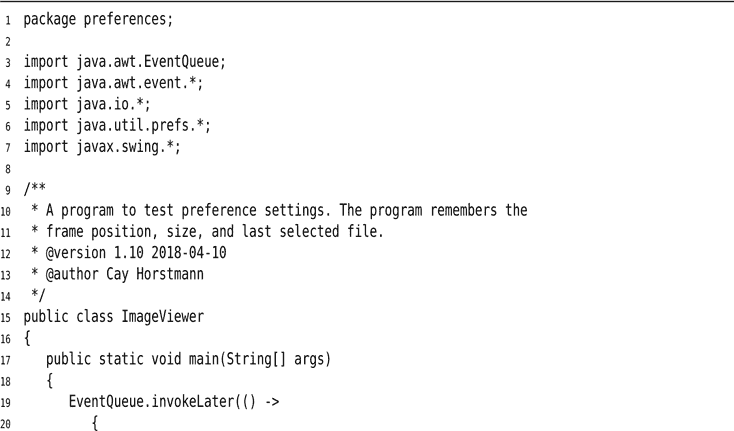 1 package preferences;
2
3 import java.awt.EventQueue;
4 import java.awt.event.*;
5 import java.io.*;
6 import java.util.prefs.*;
7 import javax.swing.*;
8
9 /**
10  * A program to test preference settings. The program remembers the
11  * frame position, size, and last selected file.
12  * @version 1.10 2018-04-10
13  * @author Cay Horstmann
14  */
15 public class ImageViewer
16 {
17    public static void main(String[] args)
18    {
19       EventQueue.invokeLater(() ->
20          {